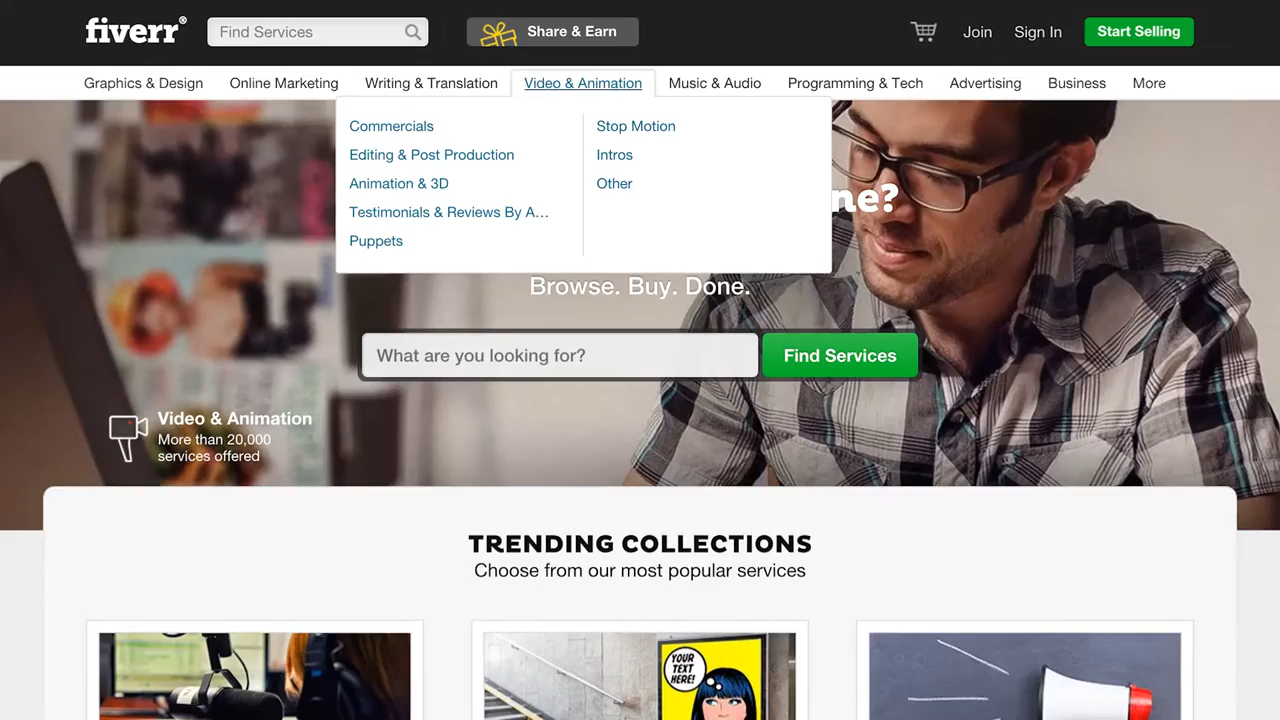 fiverr®
Find Services
Share & Earn
Join
Sign In
Start Selling
Graphics & Design
Online Marketing
Writing & Translation
Video & Animation
Music & Audio
Programming & Tech
Advertising
Business
More
Commercials
Editing & Post Production
Animation & 3D
Testimonials & Reviews By A...
Puppets
Stop Motion
Intros
Other
ne?
Browse. Buy. Done.
What are you looking for?
Find Services
Video & Animation
More than 20,000
services offered
TRENDING COLLECTIONS
Choose from our most popular services
YOUR
TEXT
HERE!